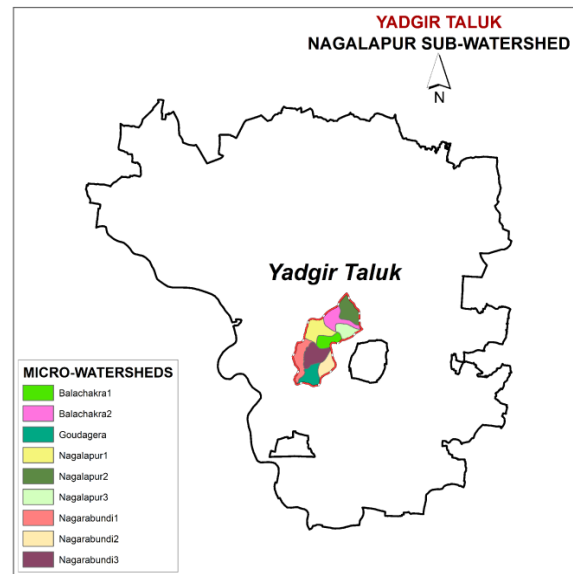 YADGIR TALUK
NAGALAPUR SUB-WATERSHED
N
Yadgir Taluk
MICRO-WATERSHEDS
Balachakra1
Balachakra2
Goudagera
Nagalapur1
Nagalapur2
Nagalapur3
Nagarabundi1
Nagarabundi2
Nagarabundi3